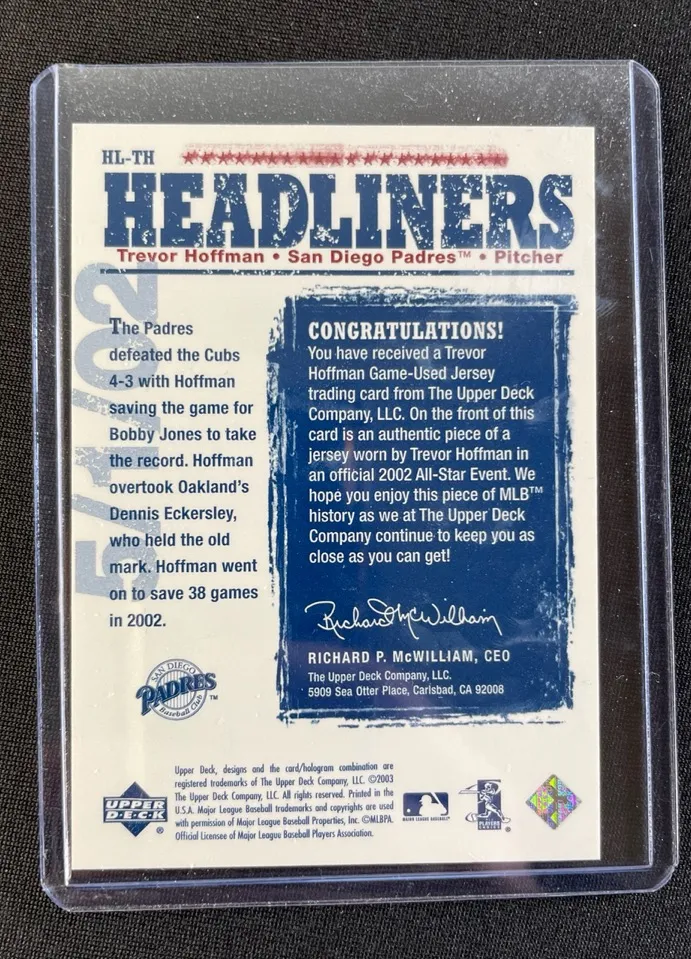 HL-TH
HEADLINERS
Trevor Hoffman • San Diego Padres™ • Pitcher
5/1/02
The Padres
defeated the Cubs
4-3 with Hoffman
saving the game for
Bobby Jones to take
the record. Hoffman
overtook Oakland's
Dennis Eckersley,
who held the old
mark. Hoffman went
on to save 38 games
in 2002.
CONGRATULATIONS!
You have received a Trevor
Hoffman Game-Used Jersey
trading card from The Upper Deck
Company, LLC. On the front of this
card is an authentic piece of a
jersey worn by Trevor Hoffman in
an official 2002 All-Star Event. We
hope you enjoy this piece of MLB™
history as we at The Upper Deck
Company continue to keep you as
close as you can get!
Richard McWilliam
RICHARD P. McWILLIAM, CEO
The Upper Deck Company, LLC.
5909 Sea Otter Place, Carlsbad, CA 92008
SAN DIEGO
PADRES™
Baseball Club
Upper Deck, designs and the card/hologram combination are
registered trademarks of The Upper Deck Company, LLC. ©2003
The Upper Deck Company, LLC. All rights reserved. Printed in the
U.S.A. Major League Baseball trademarks and copyrights are used
with permission of Major League Baseball Properties, Inc. ©MLBPA.
Official Licensee of Major League Baseball Players Association.
UPPER
DECK®
MAJOR LEAGUE BASEBALL®
PLAYERS
CHOICE®